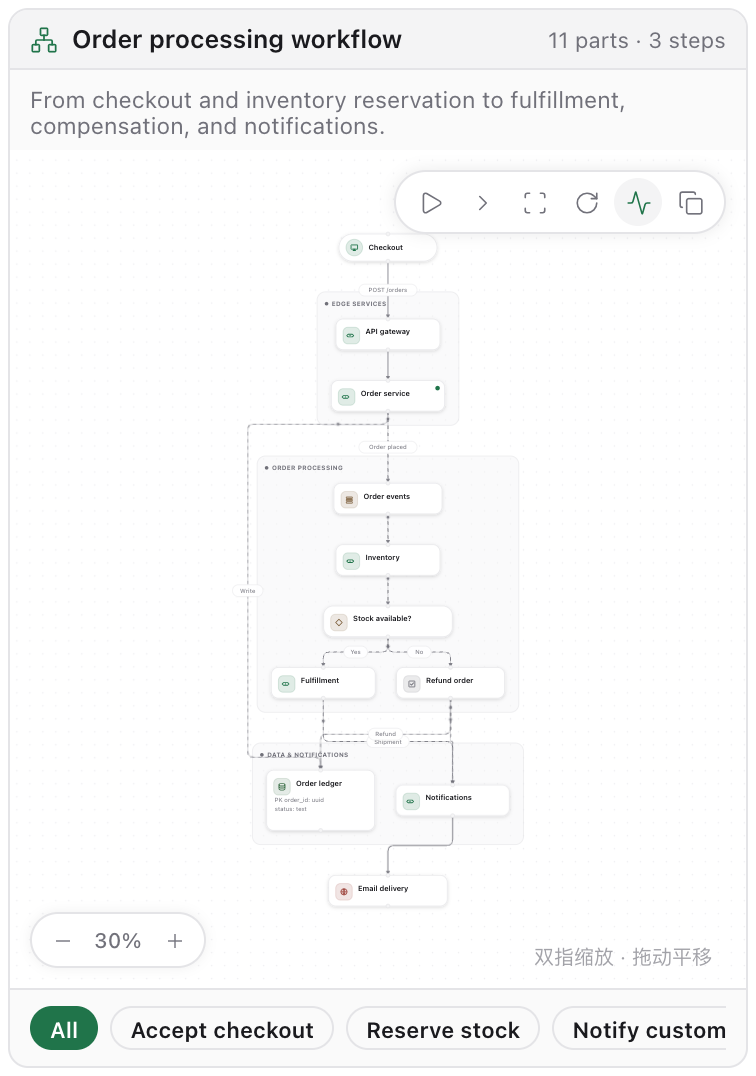 Order processing workflow
11 parts · 3 steps
From checkout and inventory reservation to fulfillment,
compensation, and notifications.
Checkout
POST /orders
EDGE SERVICES
API gateway
Order service
Order placed
ORDER PROCESSING
Order events
Inventory
Write
Stock available?
Yes
No
Fulfillment
Refund order
Refund
Shipment
DATA & NOTIFICATIONS
Order ledger
PK order_id: uuid
status: text
Notifications
Email delivery
30%
双指缩放 · 拖动平移
All
Accept checkout
Reserve stock
Notify custom